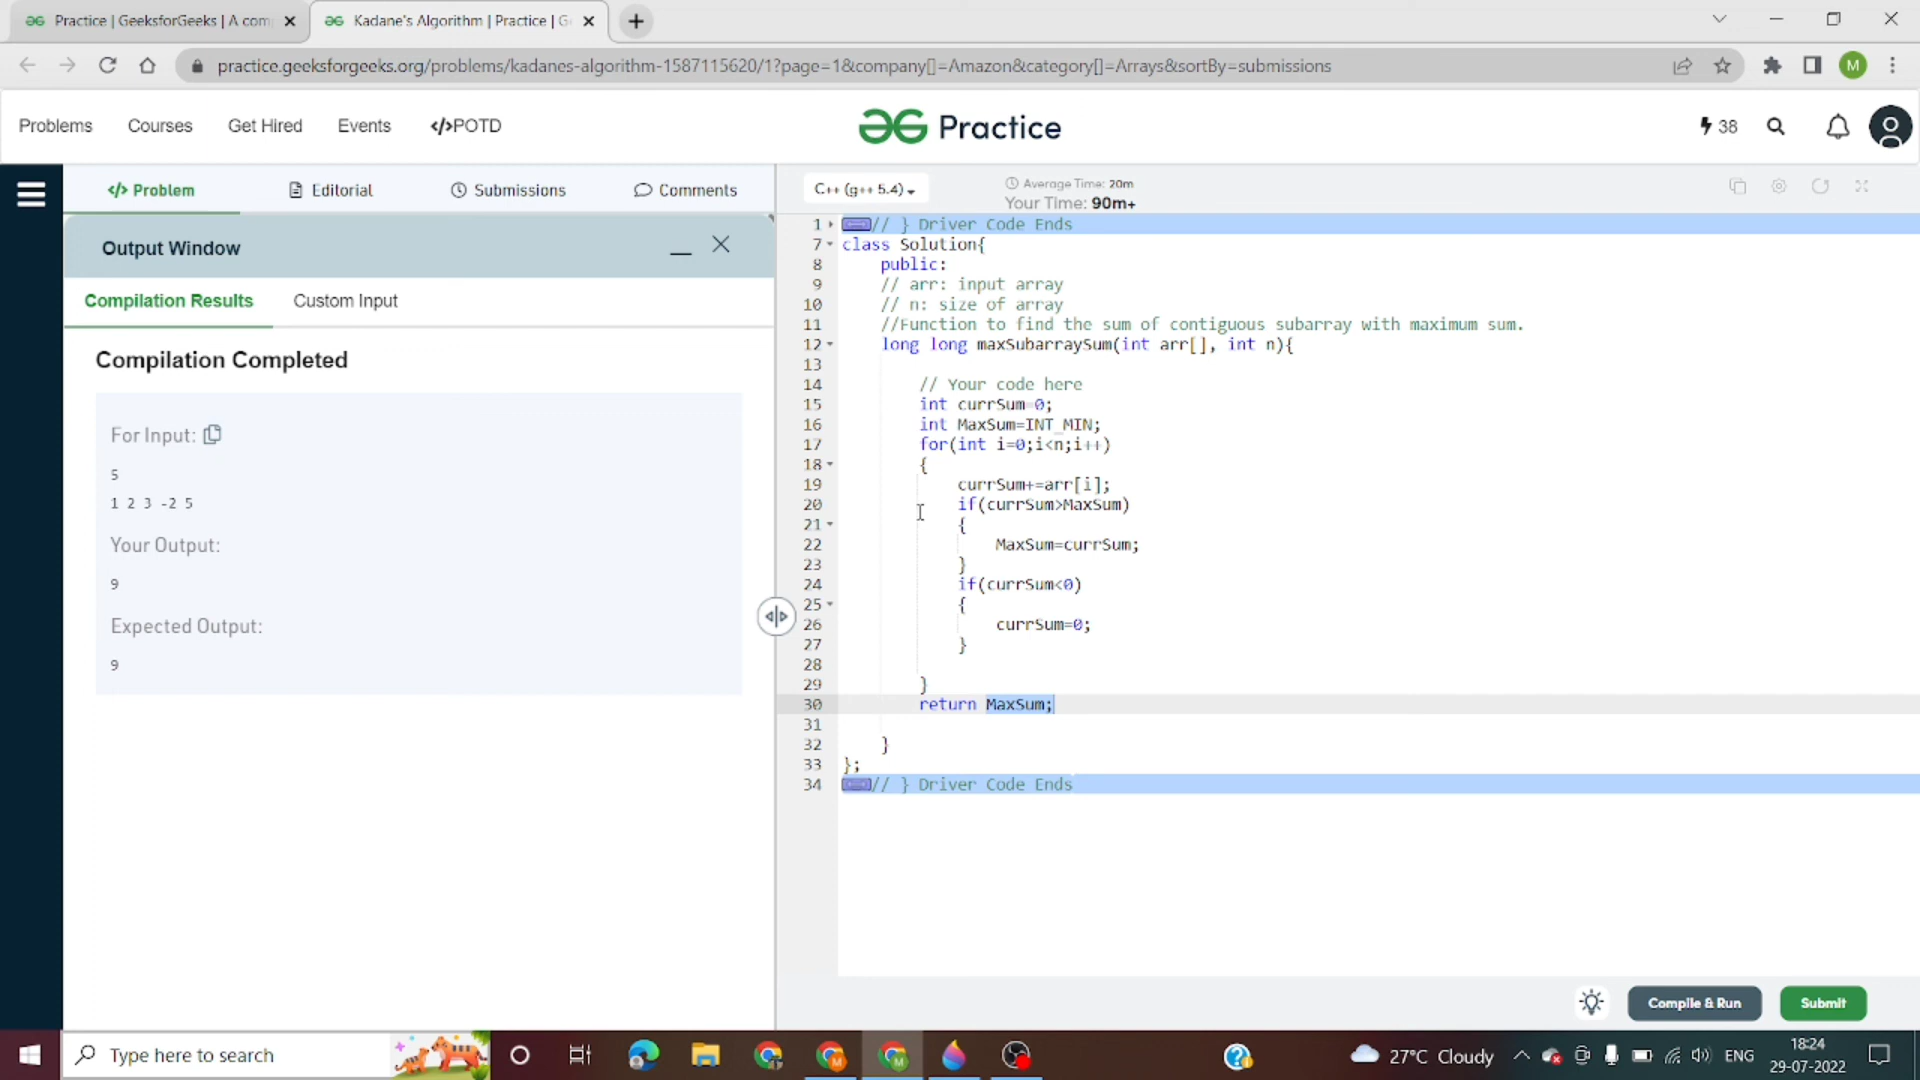 Practice | GeeksforGeeks | A com
Kadane's Algorithm | Practice | G
practice.geeksforgeeks.org/problems/kadanes-algorithm-1587115620/1?page=1&company[]=Amazon&category[]=Arrays&sortBy=submissions
M
Problems
Courses
Get Hired
Events
</>POTD
Practice
38
</> Problem
Editorial
Submissions
Comments
C++ (g++ 5.4)
Average Time: 20m
Your Time: 90m+
Output Window
Compilation Results
Custom Input
Compilation Completed
For Input:
5
1 2 3 -2 5
Your Output:
9
Expected Output:
9
1 // } Driver Code Ends
7 class Solution{
8 public:
9 // arr: input array
10 // n: size of array
11 //Function to find the sum of contiguous subarray with maximum sum.
12 long long maxSubarraySum(int arr[], int n){
13
14 // Your code here
15 int currSum=0;
16 int MaxSum=INT_MIN;
17 for(int i=0;i<n;i++)
18 {
19 currSum+=arr[i];
20 if(currSum>MaxSum)
21 {
22 MaxSum=currSum;
23 }
24 if(currSum<0)
25 {
26 currSum=0;
27 }
28
29 }
30 return MaxSum;
31
32 }
33 };
34 // } Driver Code Ends
Compile & Run
Submit
Type here to search
27°C Cloudy
ENG
18:24
29-07-2022